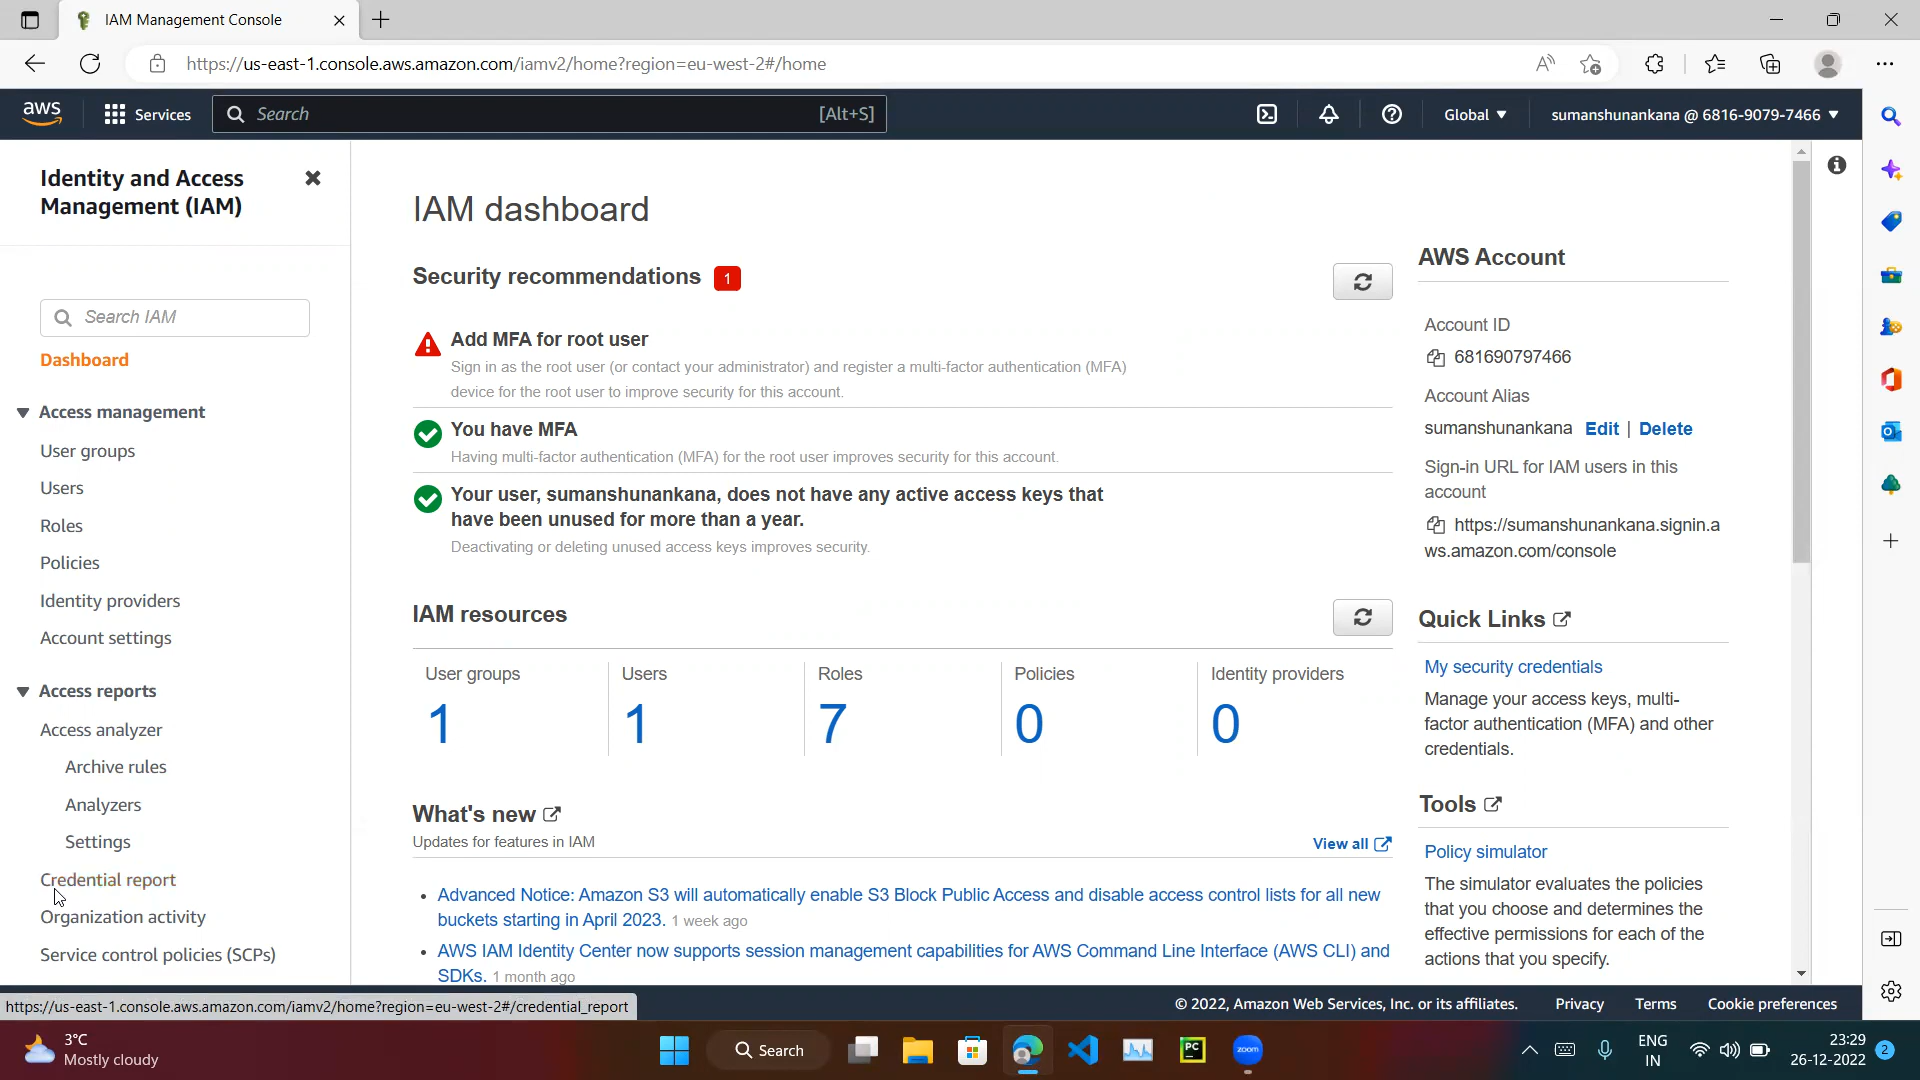 IAM Management Console
https://us-east-1.console.aws.amazon.com/iamv2/home?region=eu-west-2#/home
aws
Services
Search
[Alt+S]
Global
sumanshunankana @ 6816-9079-7466
Identity and Access
Management (IAM)
Search IAM
Dashboard
Access management
User groups
Users
Roles
Policies
Identity providers
Account settings
Access reports
Access analyzer
Archive rules
Analyzers
Settings
Credential report
Organization activity
Service control policies (SCPs)
IAM dashboard
Security recommendations 1
Add MFA for root user
Sign in as the root user (or contact your administrator) and register a multi-factor authentication (MFA)
device for the root user to improve security for this account.
You have MFA
Having multi-factor authentication (MFA) for the root user improves security for this account.
Your user, sumanshunankana, does not have any active access keys that
have been unused for more than a year.
Deactivating or deleting unused access keys improves security.
IAM resources
User groups
1
Users
1
Roles
7
Policies
0
Identity providers
0
What's new
Updates for features in IAM
View all
• Advanced Notice: Amazon S3 will automatically enable S3 Block Public Access and disable access control lists for all new
buckets starting in April 2023. 1 week ago
• AWS IAM Identity Center now supports session management capabilities for AWS Command Line Interface (AWS CLI) and
SDKs. 1 month ago
AWS Account
Account ID
681690797466
Account Alias
sumanshunankana Edit | Delete
Sign-in URL for IAM users in this
account
https://sumanshunankana.signin.a
ws.amazon.com/console
Quick Links
My security credentials
Manage your access keys, multi-
factor authentication (MFA) and other
credentials.
Tools
Policy simulator
The simulator evaluates the policies
that you choose and determines the
effective permissions for each of the
actions that you specify.
https://us-east-1.console.aws.amazon.com/iamv2/home?region=eu-west-2#/credential_report
© 2022, Amazon Web Services, Inc. or its affiliates.
Privacy
Terms
Cookie preferences
3°C
Mostly cloudy
Search
PC
zoom
ENG
IN
23:29
26-12-2022
2